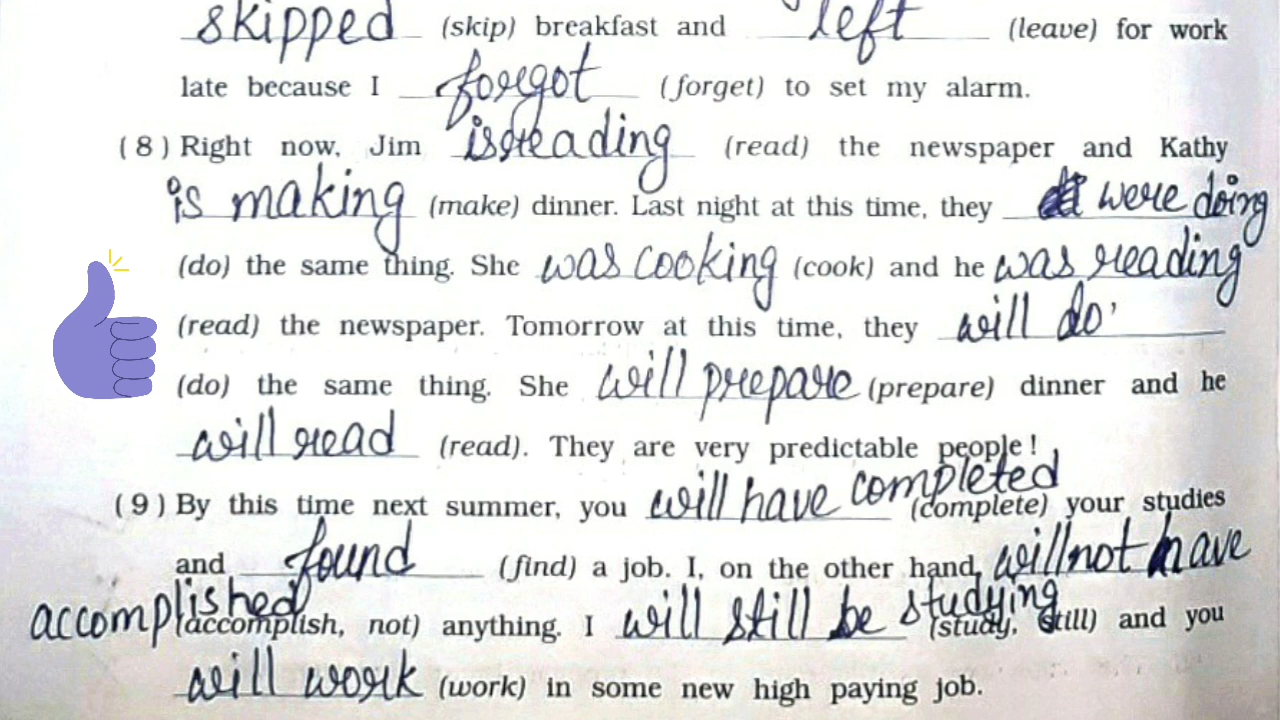 skipped (skip) breakfast and left (leave) for work
late because I forgot (forget) to set my alarm.
(8) Right now, Jim is reading (read) the newspaper and Kathy
is making (make) dinner. Last night at this time, they were doing
(do) the same thing. She was cooking (cook) and he was reading
(read) the newspaper. Tomorrow at this time, they will do
(do) the same thing. She will prepare (prepare) dinner and he
will read (read). They are very predictable people!
(9) By this time next summer, you will have completed (complete) your studies
and found (find) a job. I, on the other hand, will not have
accomplished (accomplish, not) anything. I will still be studying (study, still) and you
will work (work) in some new high paying job.